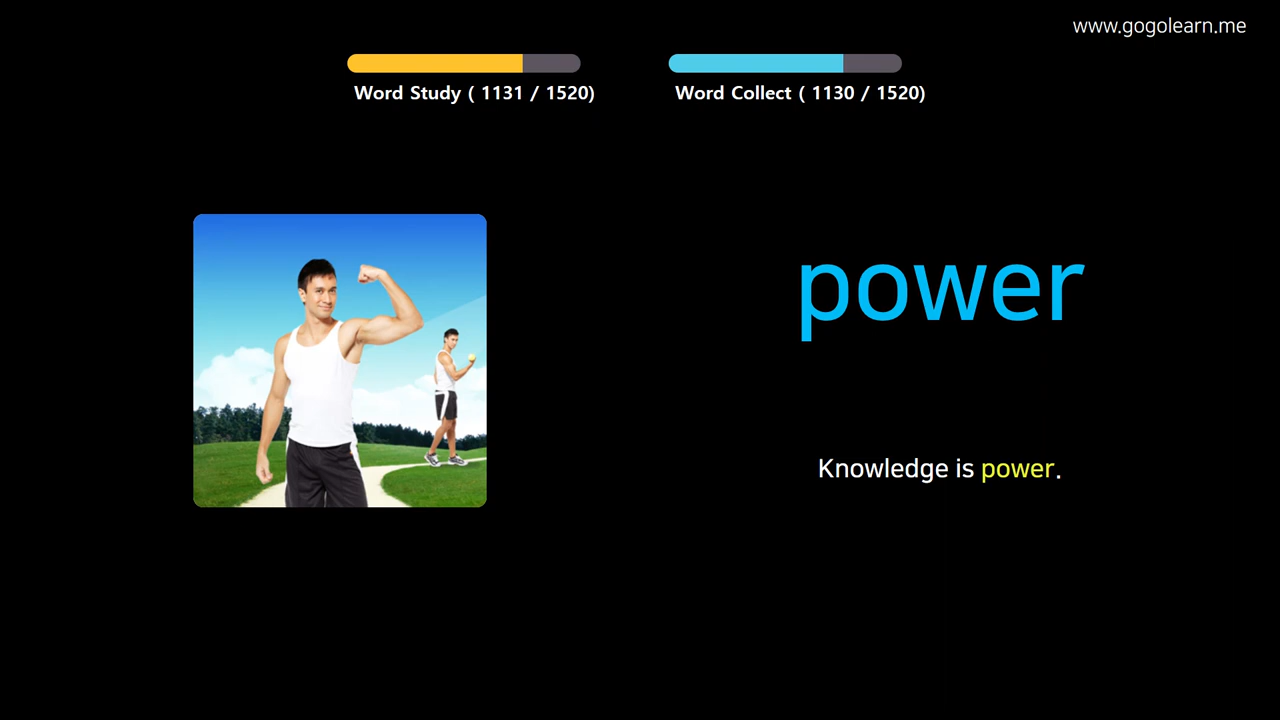 www.gogolearn.me
Word Study ( 1131 / 1520)
Word Collect ( 1130 / 1520)
power
Knowledge is power.